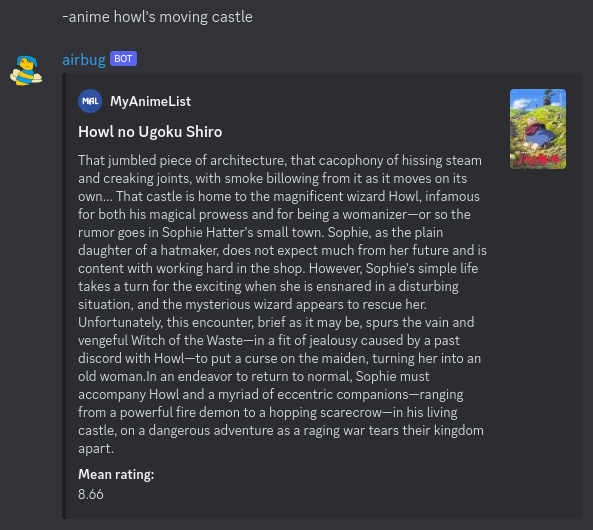 -anime howl's moving castle
airbug BOT
MAL MyAnimeList
Howl no Ugoku Shiro
That jumbled piece of architecture, that cacophony of hissing steam
and creaking joints, with smoke billowing from it as it moves on its
own... That castle is home to the magnificent wizard Howl, infamous
for both his magical prowess and for being a womanizer—or so the
rumor goes in Sophie Hatter's small town. Sophie, as the plain
daughter of a hatmaker, does not expect much from her future and is
content with working hard in the shop. However, Sophie's simple life
takes a turn for the exciting when she is ensnared in a disturbing
situation, and the mysterious wizard appears to rescue her.
Unfortunately, this encounter, brief as it may be, spurs the vain and
vengeful Witch of the Waste—in a fit of jealousy caused by a past
discord with Howl—to put a curse on the maiden, turning her into an
old woman.In an endeavor to return to normal, Sophie must
accompany Howl and a myriad of eccentric companions—ranging
from a powerful fire demon to a hopping scarecrow—in his living
castle, on a dangerous adventure as a raging war tears their kingdom
apart.
Mean rating:
8.66